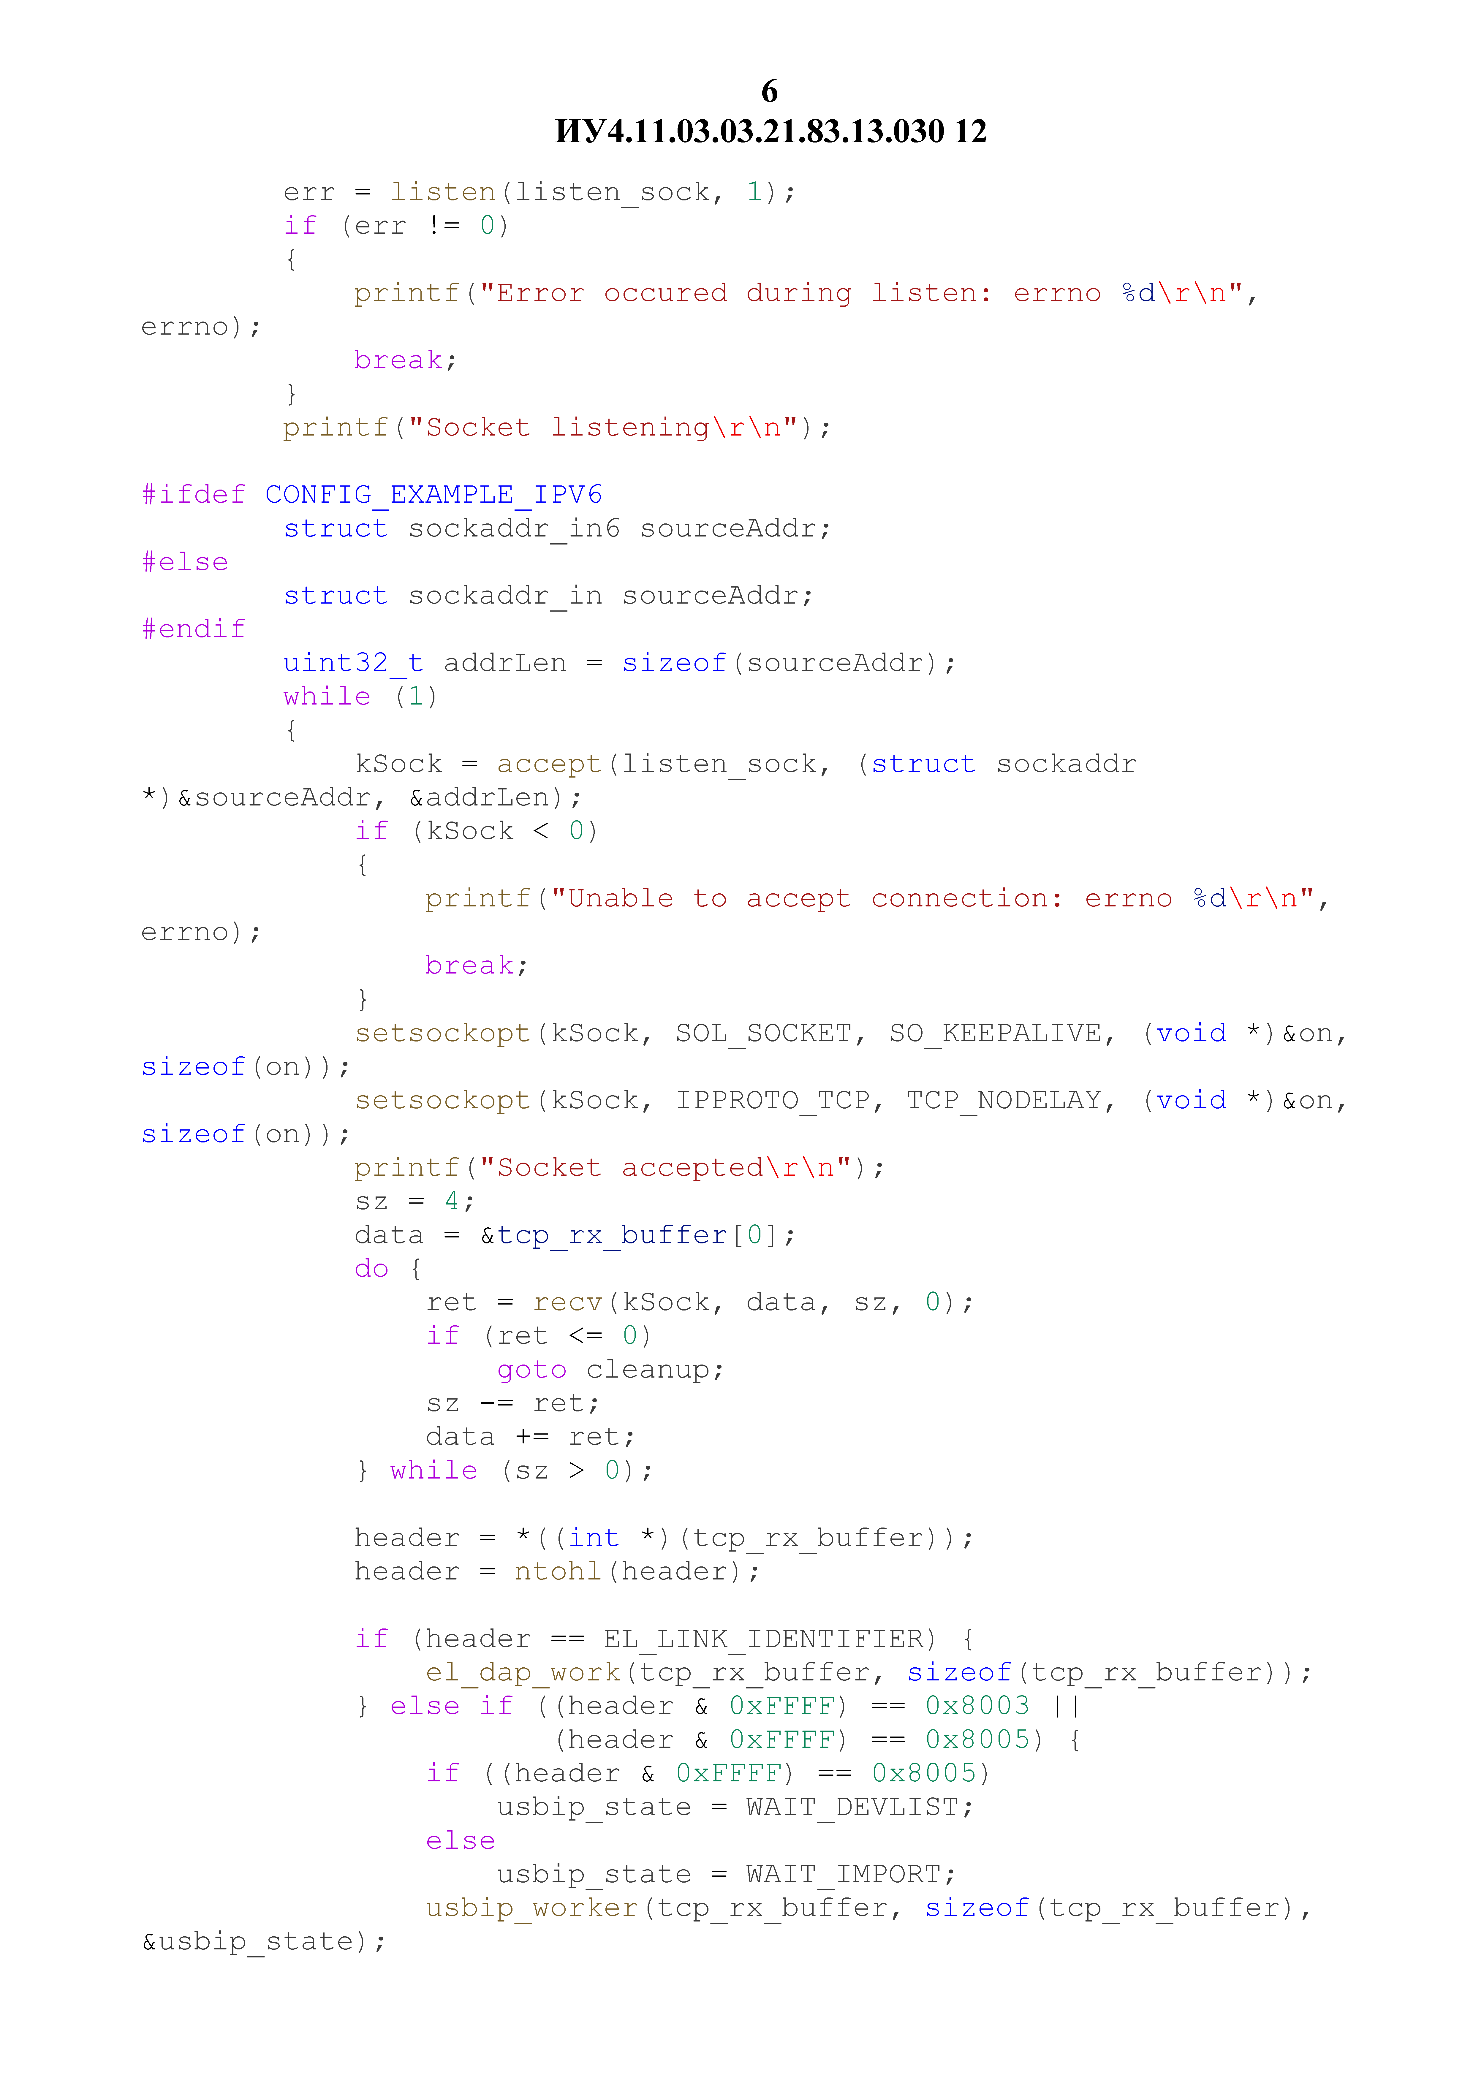 6
ИУ4.11.03.03.21.83.13.030 12
        err = listen(listen_sock, 1);
        if (err != 0)
        {
            printf("Error occured during listen: errno %d\r\n",
errno);
            break;
        }
        printf("Socket listening\r\n");

#ifdef CONFIG_EXAMPLE_IPV6
        struct sockaddr_in6 sourceAddr;
#else
        struct sockaddr_in sourceAddr;
#endif
        uint32_t addrLen = sizeof(sourceAddr);
        while (1)
        {
            kSock = accept(listen_sock, (struct sockaddr
*)&sourceAddr, &addrLen);
            if (kSock < 0)
            {
                printf("Unable to accept connection: errno %d\r\n",
errno);
                break;
            }
            setsockopt(kSock, SOL_SOCKET, SO_KEEPALIVE, (void *)&on,
sizeof(on));
            setsockopt(kSock, IPPROTO_TCP, TCP_NODELAY, (void *)&on,
sizeof(on));
            printf("Socket accepted\r\n");
            sz = 4;
            data = &tcp_rx_buffer[0];
            do {
                ret = recv(kSock, data, sz, 0);
                if (ret <= 0)
                    goto cleanup;
                sz -= ret;
                data += ret;
            } while (sz > 0);

            header = *((int *)(tcp_rx_buffer));
            header = ntohl(header);

            if (header == EL_LINK_IDENTIFIER) {
                el_dap_work(tcp_rx_buffer, sizeof(tcp_rx_buffer));
            } else if ((header & 0xFFFF) == 0x8003 ||
                       (header & 0xFFFF) == 0x8005) {
                if ((header & 0xFFFF) == 0x8005)
                    usbip_state = WAIT_DEVLIST;
                else
                    usbip_state = WAIT_IMPORT;
                usbip_worker(tcp_rx_buffer, sizeof(tcp_rx_buffer),
&usbip_state);